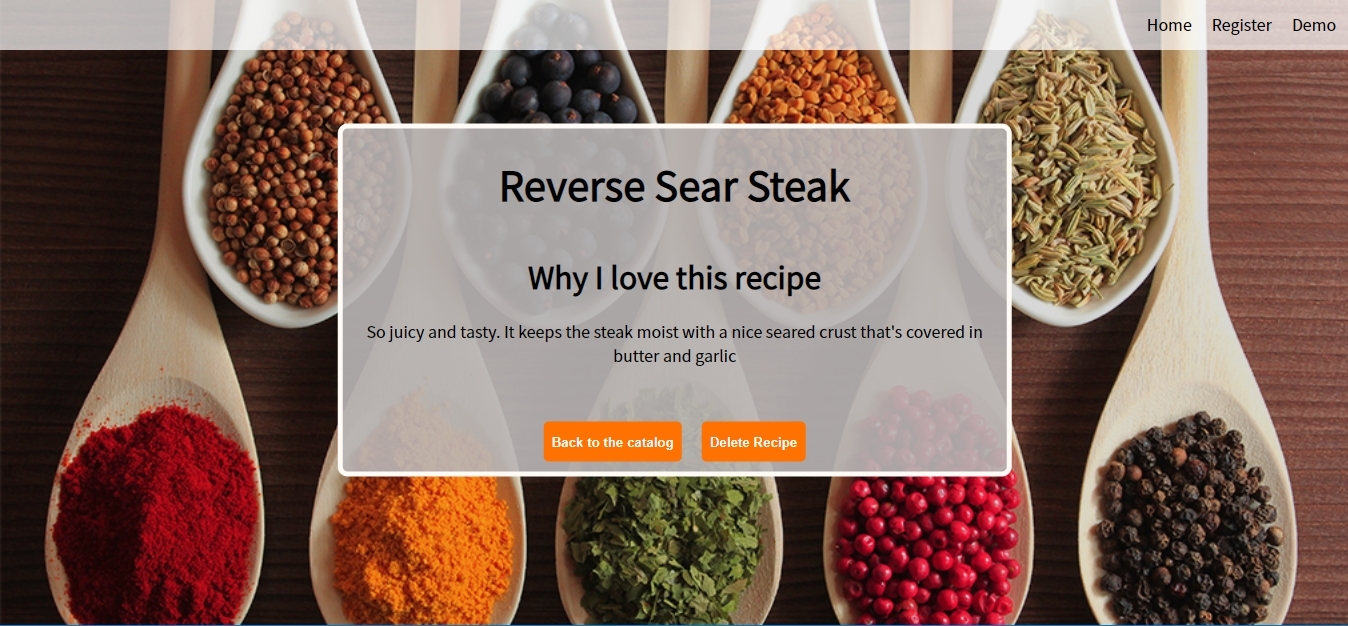 Home Register Demo
Reverse Sear Steak
Why I love this recipe
So juicy and tasty. It keeps the steak moist with a nice seared crust that's covered in
butter and garlic
Back to the catalog Delete Recipe